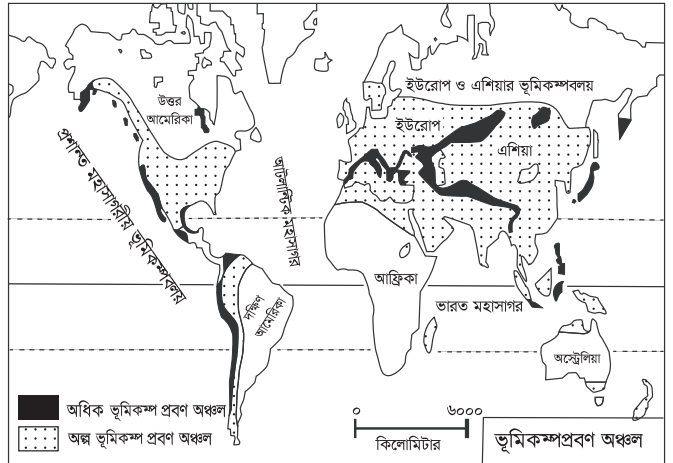 ইউরোপ ও এশিয়ার ভূমিকম্পবলয়
উত্তর
আমেরিকা
ইউরোপ
এশিয়া
প্রশান্ত মহাসাগরীয় ভূমিকম্পবলয়
আটলান্টিক মহাসাগর
আফ্রিকা
দক্ষিণ
আমেরিকা
ভারত মহাসাগর
অস্ট্রেলিয়া
অধিক ভূমিকম্প প্রবণ অঞ্চল
অল্প ভূমিকম্প প্রবণ অঞ্চল
০ ৬০০০
কিলোমিটার
ভূমিকম্পপ্রবণ অঞ্চল